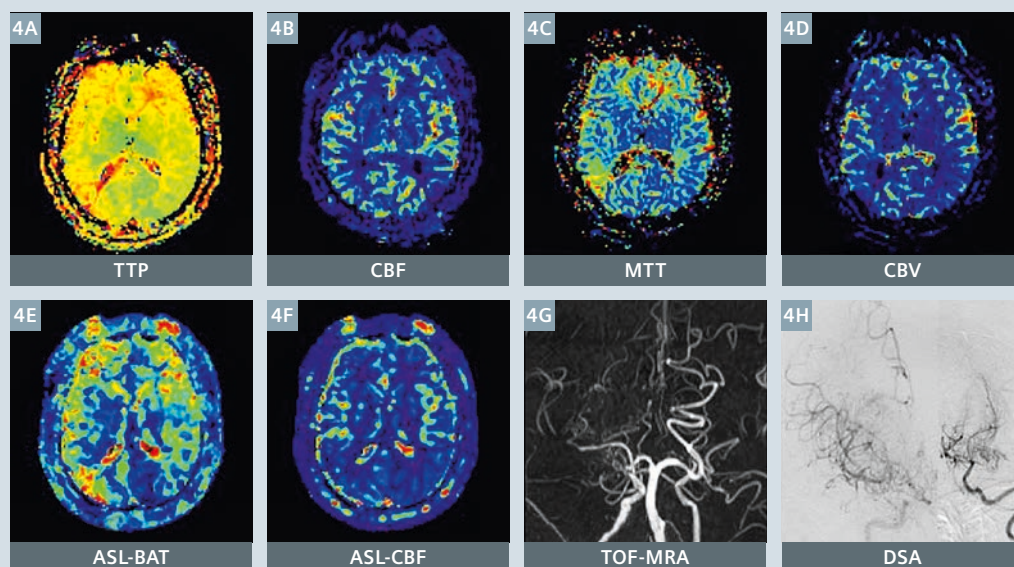 4A
4B
4C
4D
TTP
CBF
MTT
CBV
4E
4F
4G
4H
ASL-BAT
ASL-CBF
TOF-MRA
DSA